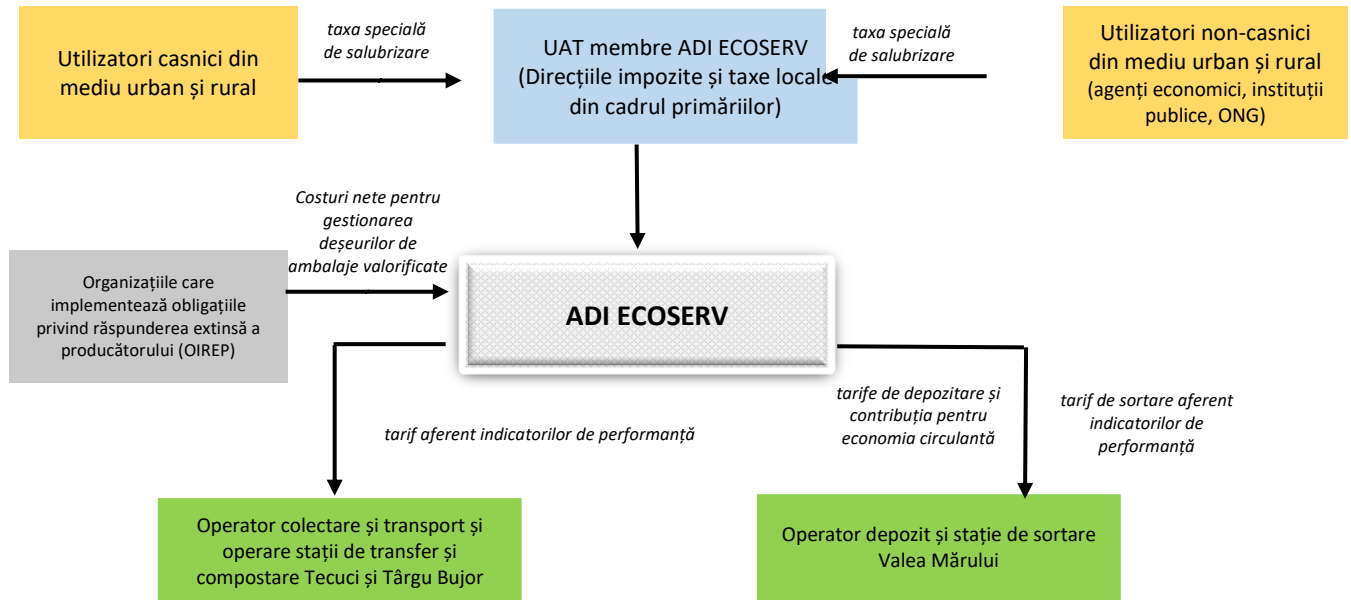 Utilizatori casnici din
mediu urban și rural
taxa specială
de salubrizare
UAT membre ADI ECOSERV
(Direcțiile impozite și taxe locale
din cadrul primăriilor)
taxa specială
de salubrizare
Utilizatori non-casnici
din mediu urban și rural
(agenți economici, instituții
publice, ONG)
Costuri nete pentru
gestionarea
deșeurilor de
ambalaje valorificate
Organizațiile care
implementează obligațiile
privind răspunderea extinsă a
producătorului (OIREP)
ADI ECOSERV
tarif aferent indicatorilor de performanță
tarife de depozitare și
contribuția pentru
economia circulantă
tarif de sortare aferent
indicatorilor de
performanță
Operator colectare și transport și
operare stații de transfer și
compostare Tecuci și Târgu Bujor
Operator depozit și stație de sortare
Valea Mărului